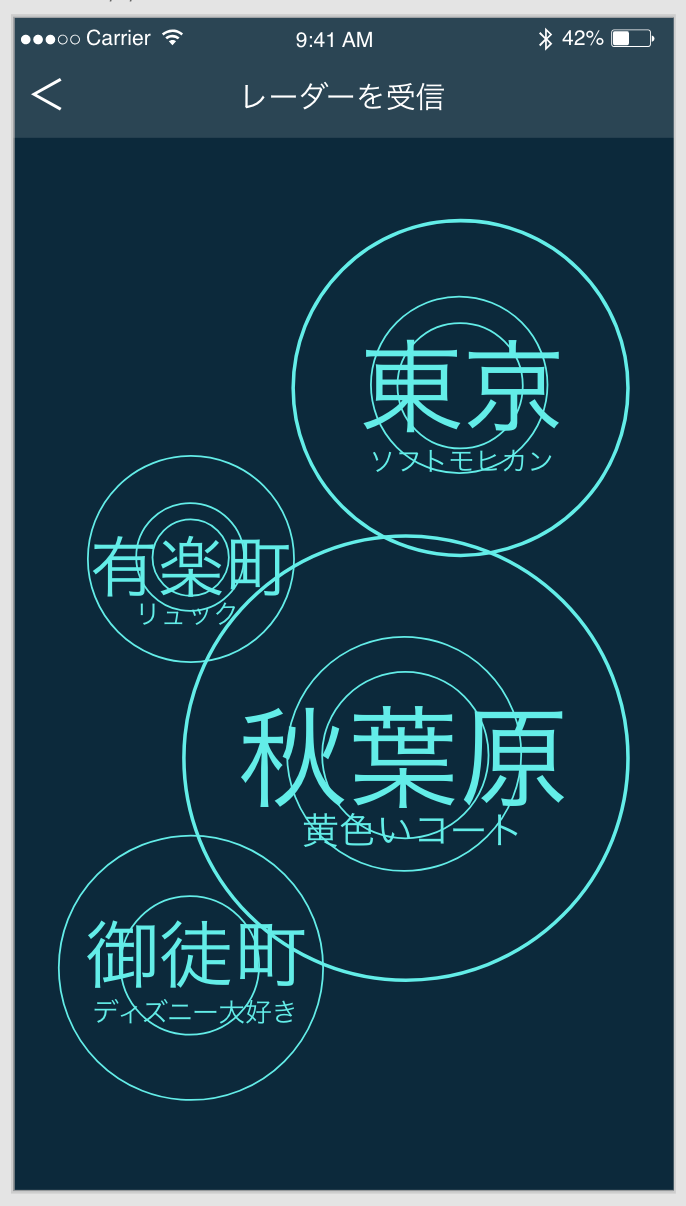 Carrier 9:41 AM 42%
レーダーを受信
東京
ソフトモヒカン
有楽町
リュック
秋葉原
黄色いコート
御徒町
ディズニー大好き